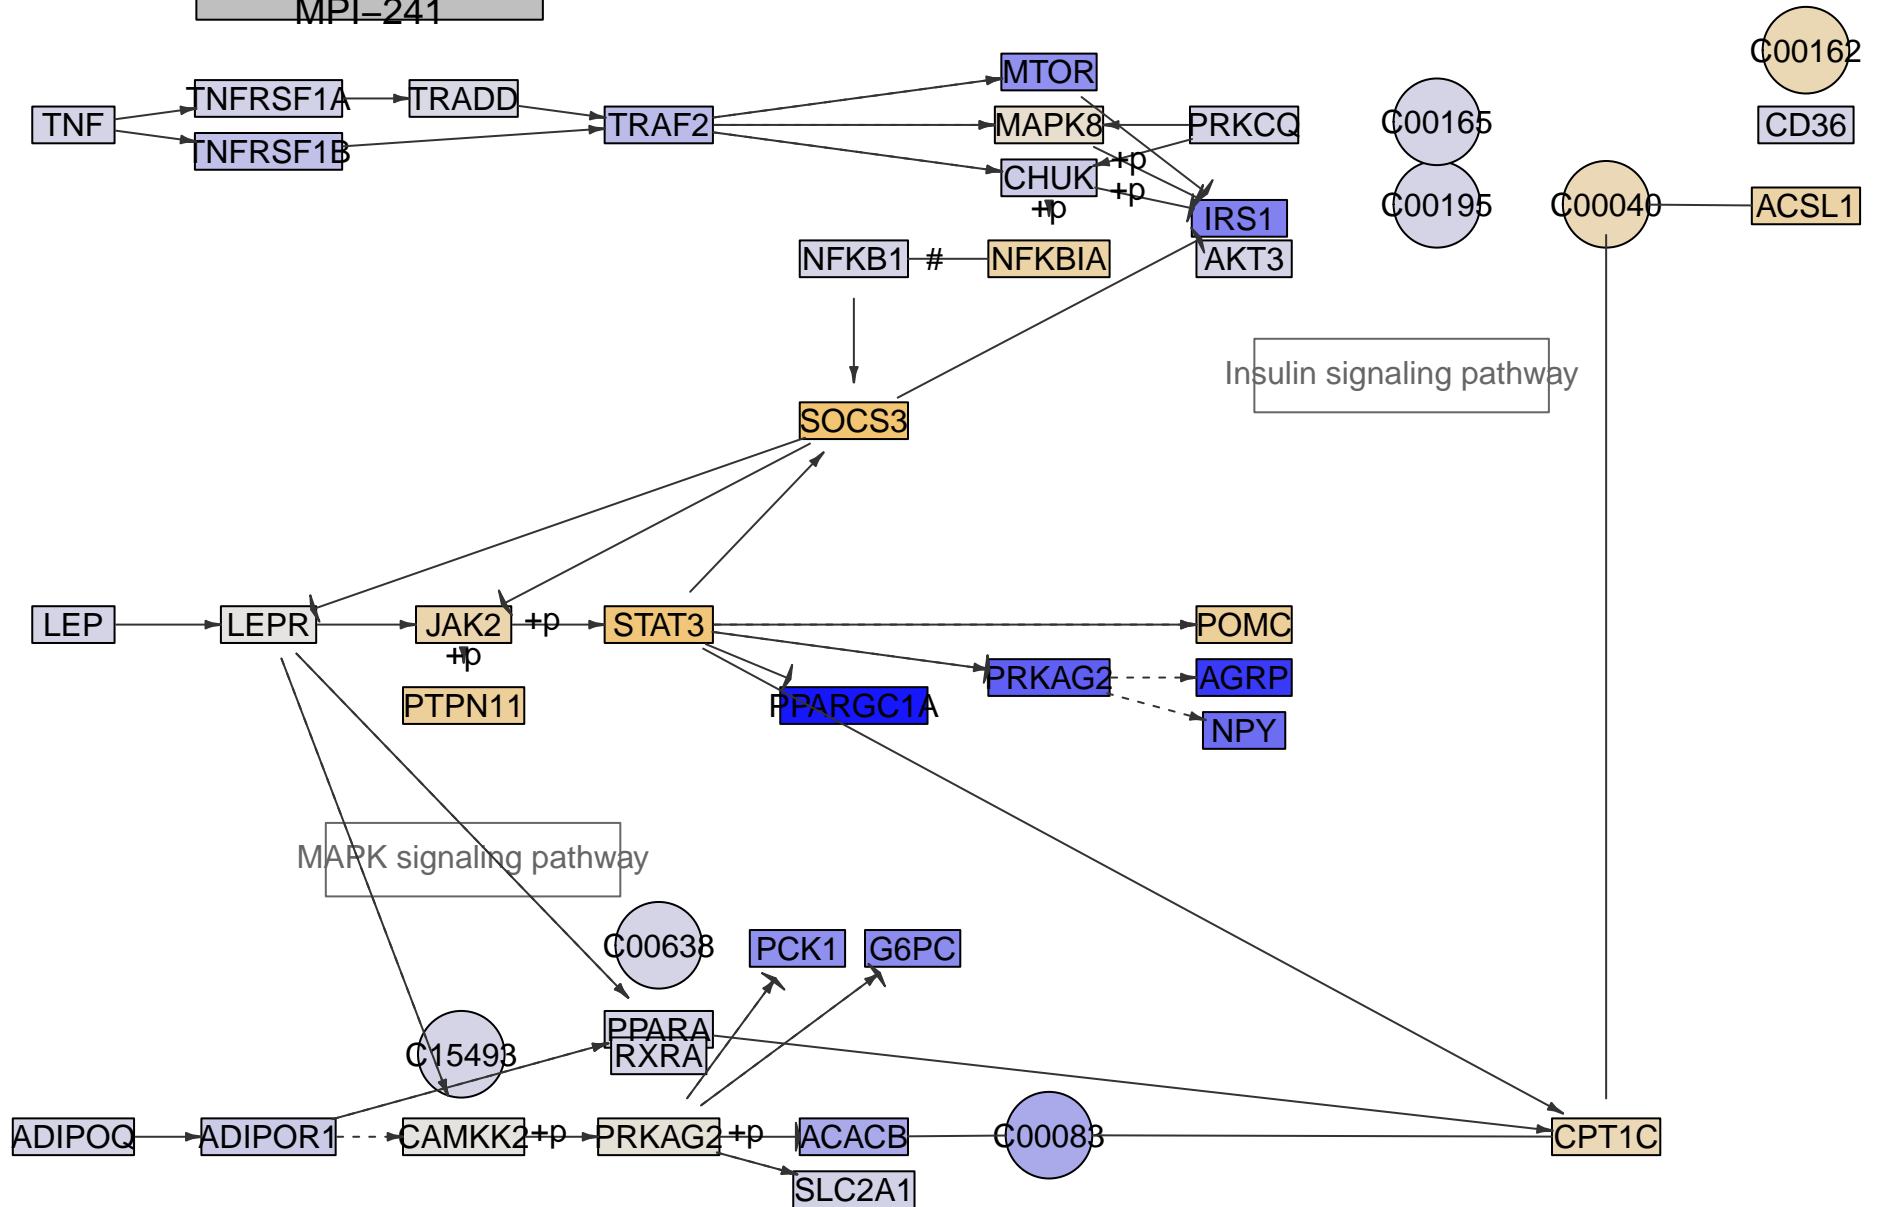 MPI−241
C00162
MTOR
TNF
TNFRSF1A
TRADD
TRAF2
MAPK8
PRKCQ
C00165
CD36
TNFRSF1B
+p
CHUK
+p
+p
IRS1
C00195
C00040
ACSL1
NFKB1
#
NFKBIA
AKT3
Insulin signaling pathway
SOCS3
LEP
LEPR
JAK2
+p
STAT3
POMC
+p
PRKAG2
AGRP
PTPN11
PPARGC1A
NPY
MAPK signaling pathway
C00638
PCK1
G6PC
PPARA
RXRA
C15493
ADIPOQ
ADIPOR1
CAMKK2
+p
PRKAG2
+p
ACACB
C00083
CPT1C
SLC2A1